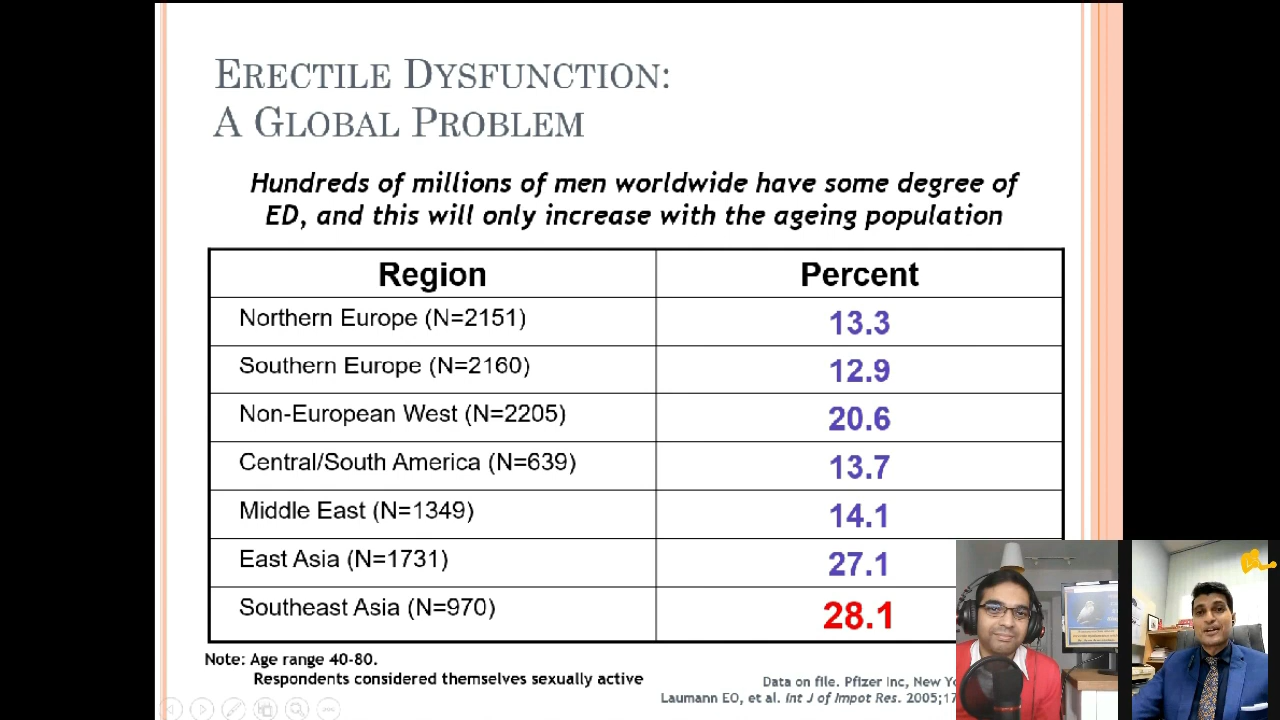 ERECTILE DYSFUNCTION:
A GLOBAL PROBLEM
Hundreds of millions of men worldwide have some degree of
ED, and this will only increase with the ageing population
Region Percent
Northern Europe (N=2151) 13.3
Southern Europe (N=2160) 12.9
Non-European West (N=2205) 20.6
Central/South America (N=639) 13.7
Middle East (N=1349) 14.1
East Asia (N=1731) 27.1
Southeast Asia (N=970) 28.1
Note: Age range 40-80.
Respondents considered themselves sexually active
Data on file. Pfizer Inc, New
Laumann EO, et al. Int J of Impot Res. 2005;17